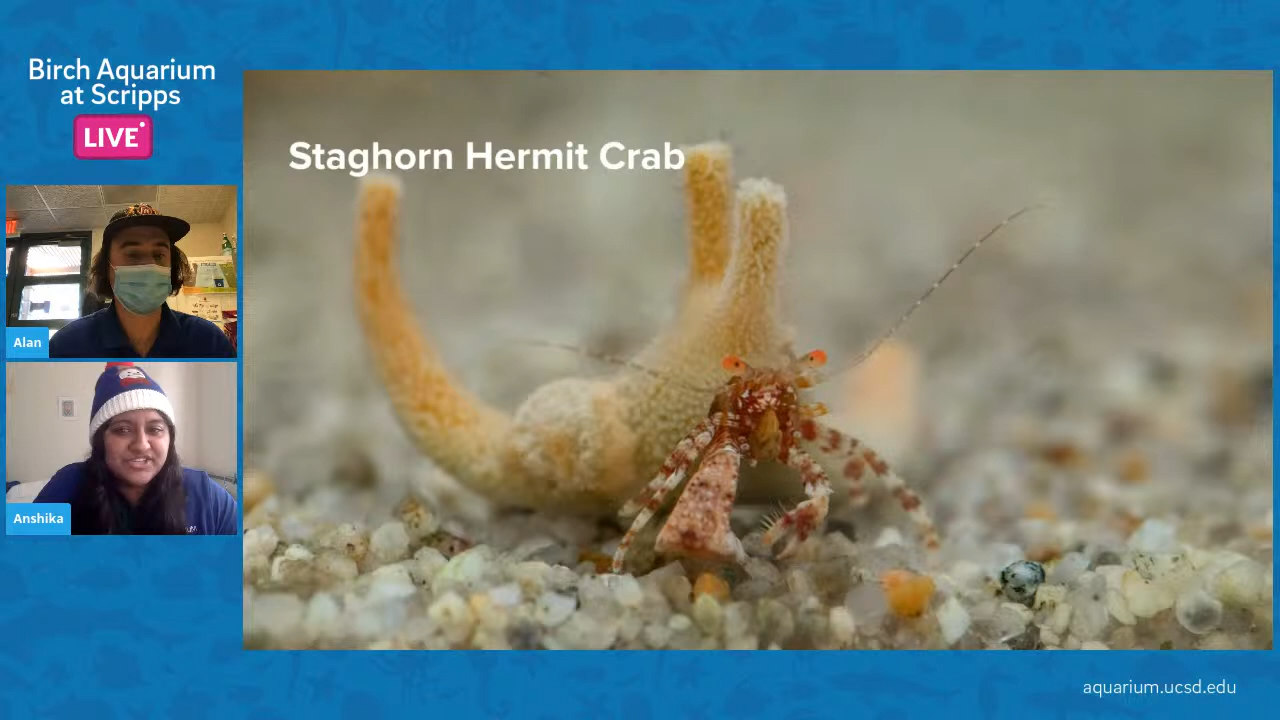 Birch Aquarium
at Scripps
LIVE
Staghorn Hermit Crab
Alan
Anshika
aquarium.ucsd.edu